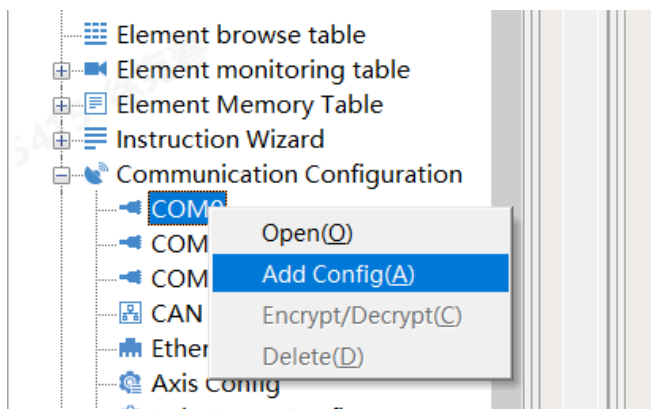 Element browse table
Element monitoring table
Element Memory Table
Instruction Wizard
Communication Configuration
COM0
COM
COM
CAN
Ether
Axis Config
Open(O)
Add Config(A)
Encrypt/Decrypt(C)
Delete(D)